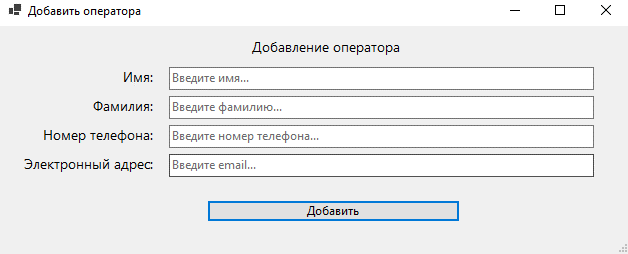 Добавить оператора
Добавление оператора
Имя: Введите имя...
Фамилия: Введите фамилию...
Номер телефона: Введите номер телефона...
Электронный адрес: Введите email...
Добавить